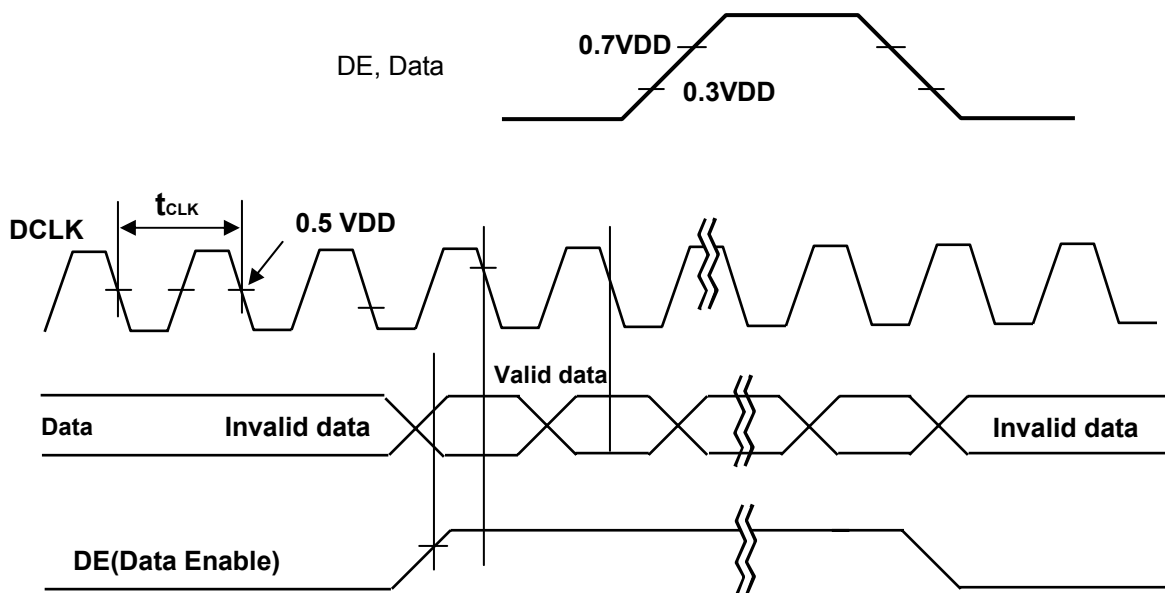 0.7VDD
DE, Data
0.3VDD
tCLK
0.5 VDD
DCLK
Valid data
Data
Invalid data
Invalid data
DE(Data Enable)